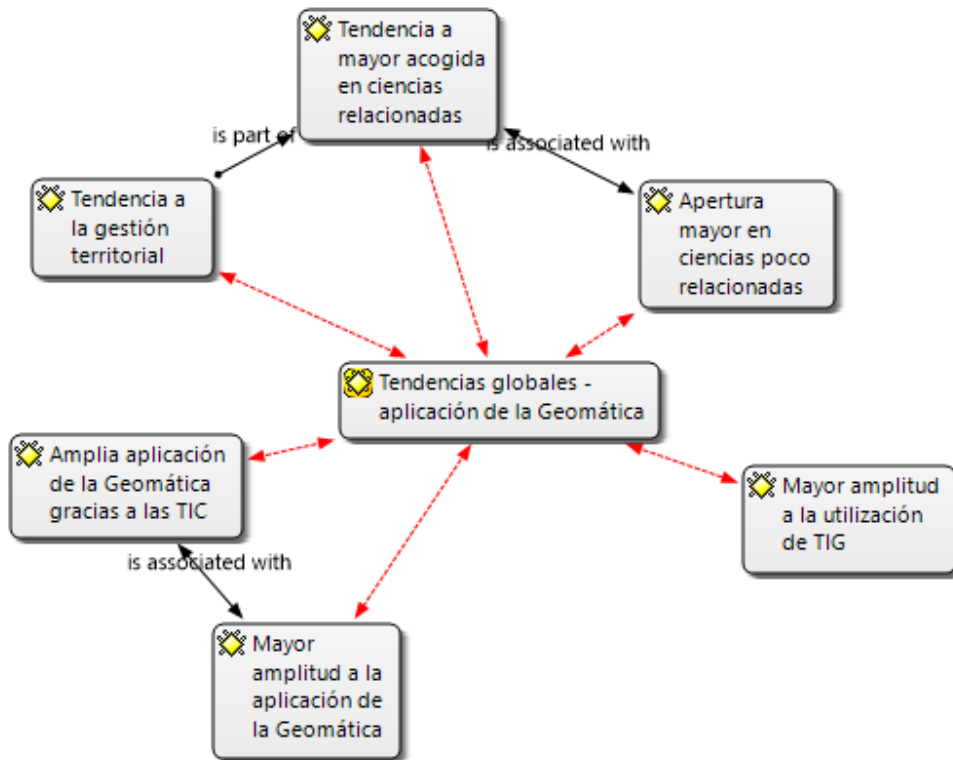 Tendencia a
mayor acogida
en ciencias
relacionadas
is part of
is associated with
Tendencia a
la gestión
territorial
Apertura
mayor en
ciencias poco
relacionadas
Tendencias globales -
aplicación de la Geomática
Amplia aplicación
de la Geomática
gracias a las TIC
Mayor amplitud
a la utilización
de TIG
is associated with
Mayor
amplitud a la
aplicación de
la Geomática